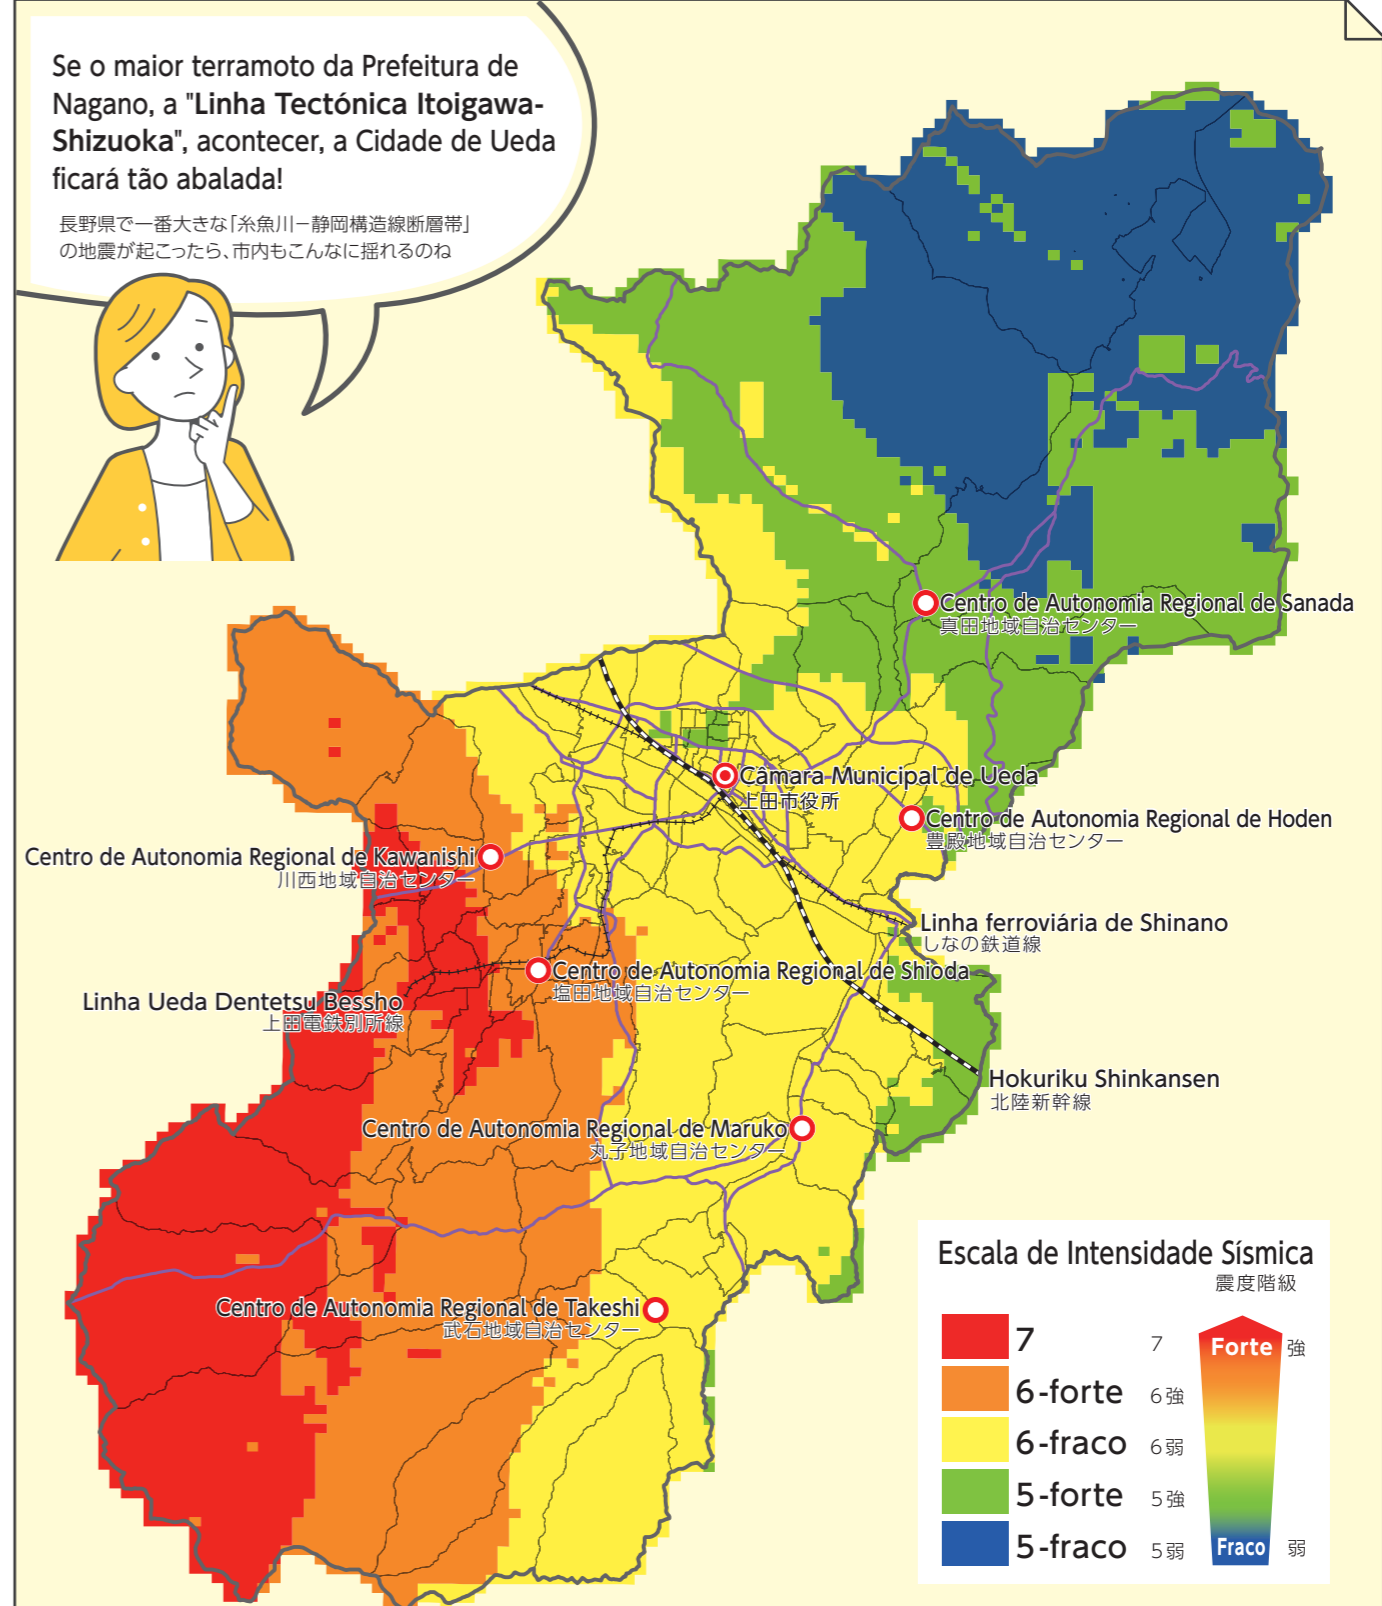 Se o maior terramoto da Prefeitura de
Nagano, a "Linha Tectónica Itoigawa-
Shizuoka", acontecer, a Cidade de Ueda
ficará tão abalada!
長野県で一番大きな「糸魚川－静岡構造線断層帯」
の地震が起こったら、市内もこんなに揺れるのね
Centro de Autonomia Regional de Sanada
真田地域自治センター
Câmara Municipal de Ueda
上田市役所
Centro de Autonomia Regional de Hoden
豊殿地域自治センター
Centro de Autonomia Regional de Kawanishi
川西地域自治センター
Linha ferroviária de Shinano
しなの鉄道線
Centro de Autonomia Regional de Shioda
塩田地域自治センター
Linha Ueda Dentetsu Bessho
上田電鉄別所線
Hokuriku Shinkansen
北陸新幹線
Centro de Autonomia Regional de Maruko
丸子地域自治センター
Centro de Autonomia Regional de Takeshi
武石地域自治センター
Escala de Intensidade Sísmica
震度階級
7 7 Forte 強
6-forte 6強
6-fraco 6弱
5-forte 5強
5-fraco 5弱 Fraco 弱